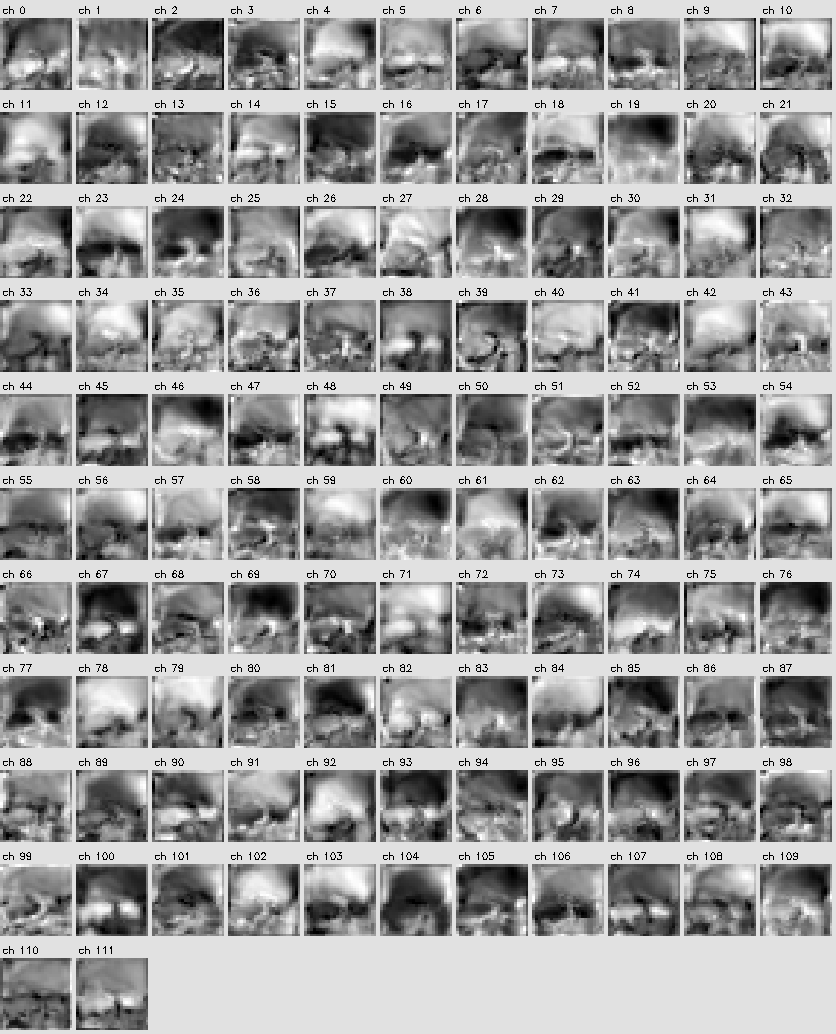 ch 0 ch 1 ch 2 ch 3 ch 4 ch 5 ch 6 ch 7 ch 8 ch 9 ch 10
ch 11 ch 12 ch 13 ch 14 ch 15 ch 16 ch 17 ch 18 ch 19 ch 20 ch 21
ch 22 ch 23 ch 24 ch 25 ch 26 ch 27 ch 28 ch 29 ch 30 ch 31 ch 32
ch 33 ch 34 ch 35 ch 36 ch 37 ch 38 ch 39 ch 40 ch 41 ch 42 ch 43
ch 44 ch 45 ch 46 ch 47 ch 48 ch 49 ch 50 ch 51 ch 52 ch 53 ch 54
ch 55 ch 56 ch 57 ch 58 ch 59 ch 60 ch 61 ch 62 ch 63 ch 64 ch 65
ch 66 ch 67 ch 68 ch 69 ch 70 ch 71 ch 72 ch 73 ch 74 ch 75 ch 76
ch 77 ch 78 ch 79 ch 80 ch 81 ch 82 ch 83 ch 84 ch 85 ch 86 ch 87
ch 88 ch 89 ch 90 ch 91 ch 92 ch 93 ch 94 ch 95 ch 96 ch 97 ch 98
ch 99 ch 100 ch 101 ch 102 ch 103 ch 104 ch 105 ch 106 ch 107 ch 108 ch 109
ch 110 ch 111